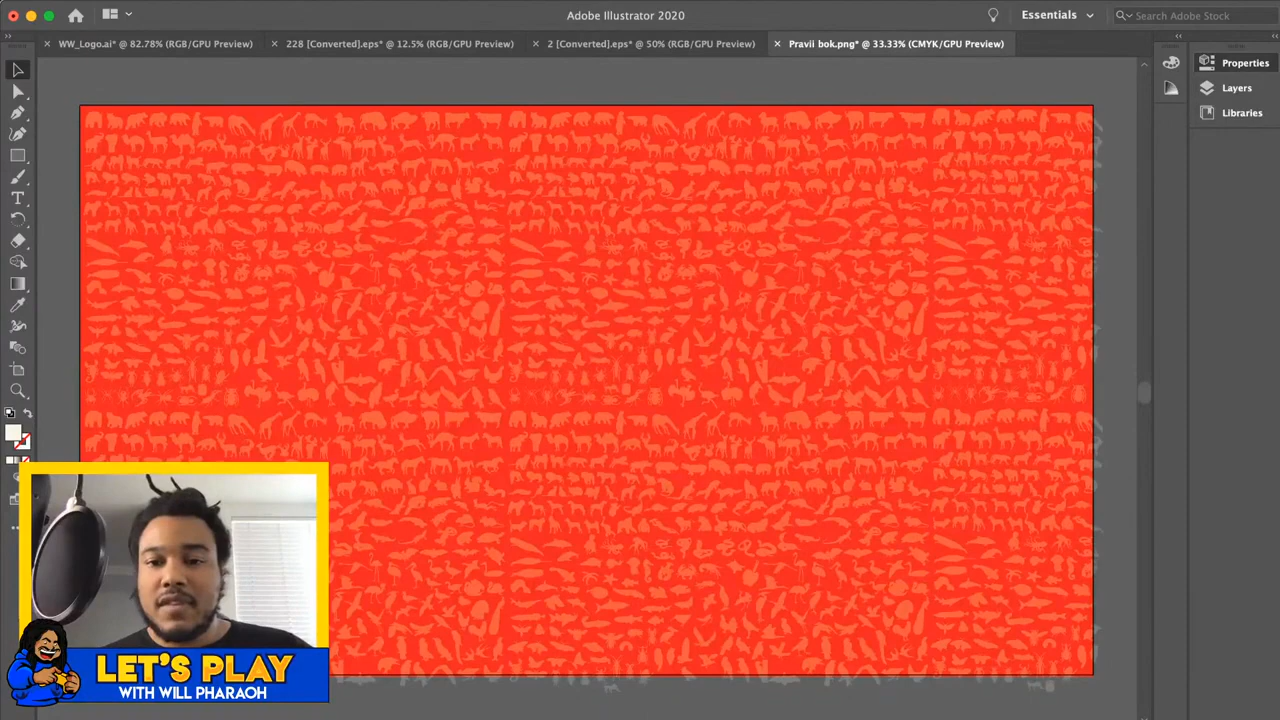 Adobe Illustrator 2020
Essentials
Search Adobe Stock
WW_Logo.ai* @ 82.78% (RGB/GPU Preview)
228 [Converted].eps* @ 12.5% (RGB/GPU Preview)
2 [Converted].eps* @ 50% (RGB/GPU Preview)
Pravii bok.png* @ 33.33% (CMYK/GPU Preview)
Properties
Layers
Libraries
LET'S PLAY
WITH WILL PHARAOH